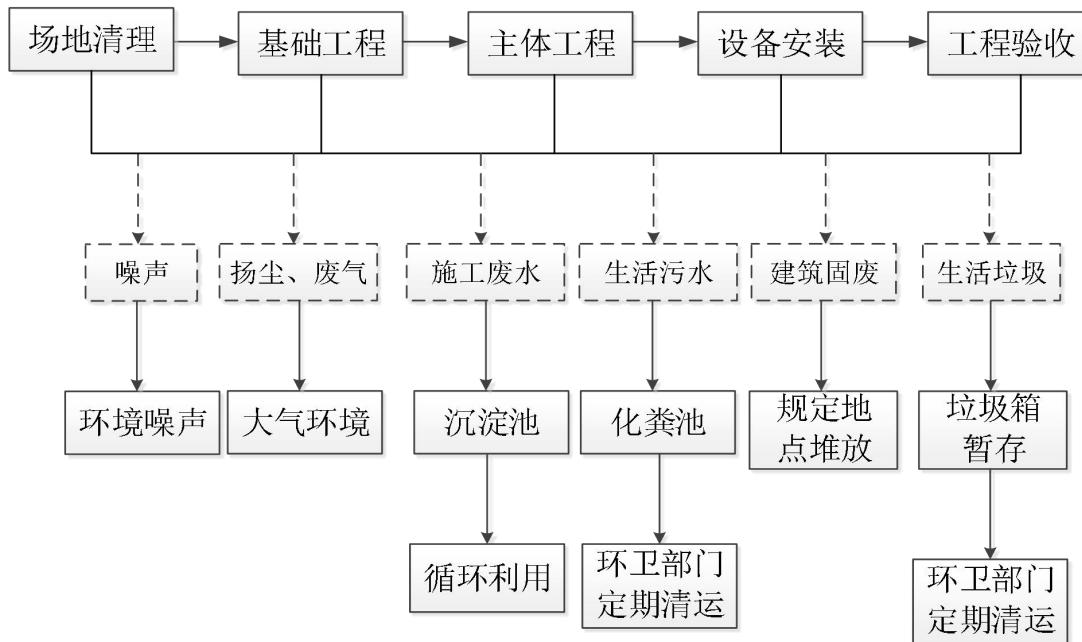 场地清理
基础工程
主体工程
设备安装
工程验收
噪声
扬尘、废气
施工废水
生活污水
建筑固废
生活垃圾
环境噪声
大气环境
沉淀池
化粪池
规定地
点堆放
垃圾箱
暂存
循环利用
环卫部门
定期清运
环卫部门
定期清运